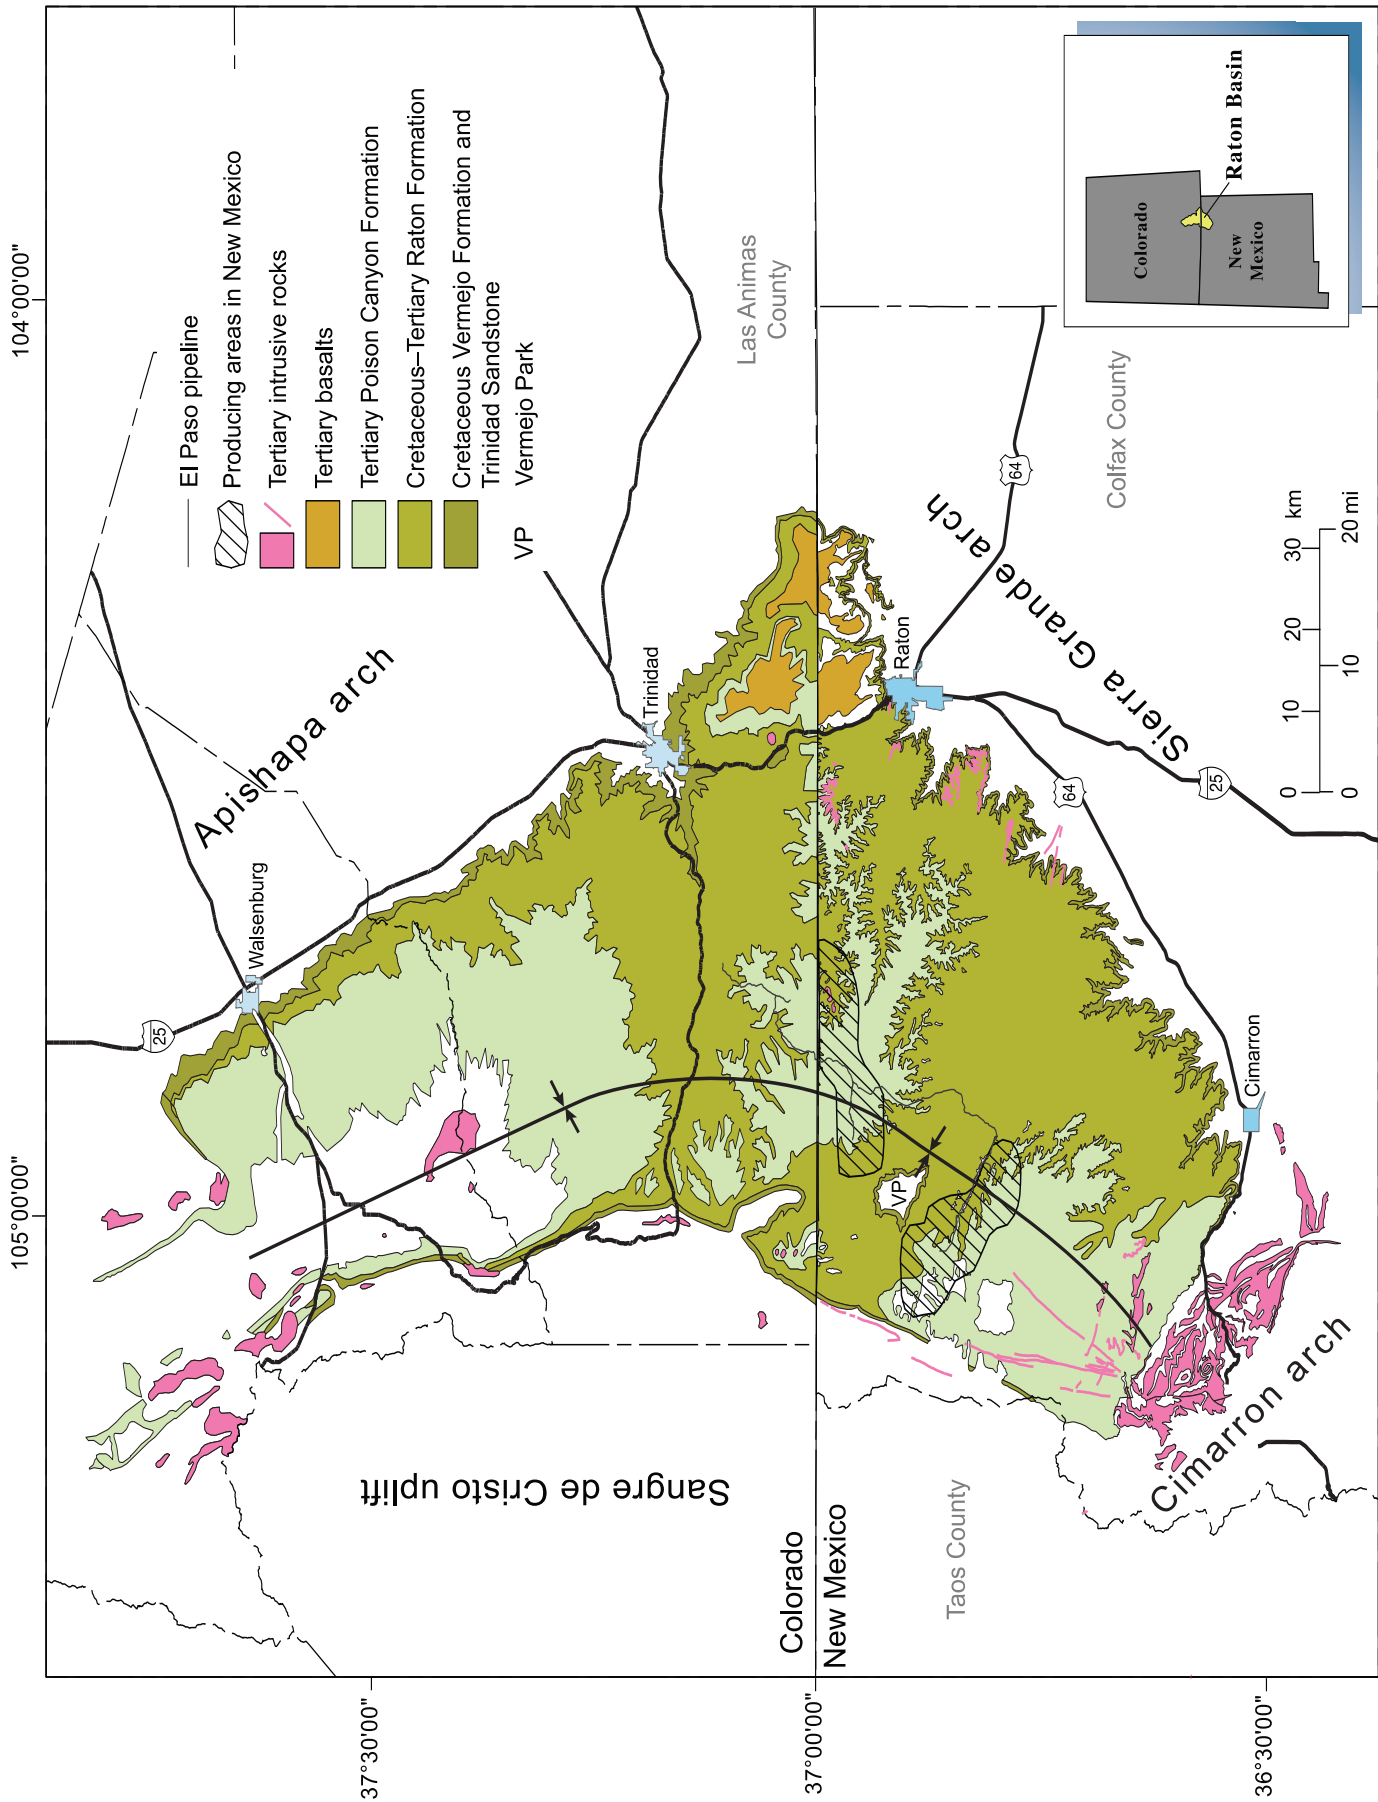 105°00'00"
104°00'00"
37°30'00"
37°00'00"
36°30'00"
El Paso pipeline
Producing areas in New Mexico
Tertiary intrusive rocks
Tertiary basalts
Tertiary Poison Canyon Formation
Cretaceous–Tertiary Raton Formation
Cretaceous Vermejo Formation and
Trinidad Sandstone
VP Vermejo Park
Apishapa arch
Walsenburg
25
Trinidad
Las Animas
County
Sangre de Cristo uplift
Colorado
New Mexico
Taos County
VP
Raton
64
Colfax County
Sierra Grande arch
64
25
Cimarron
Cimarron arch
0 10 20 30 km
0 10 20 mi
Colorado
New
Mexico
Raton Basin